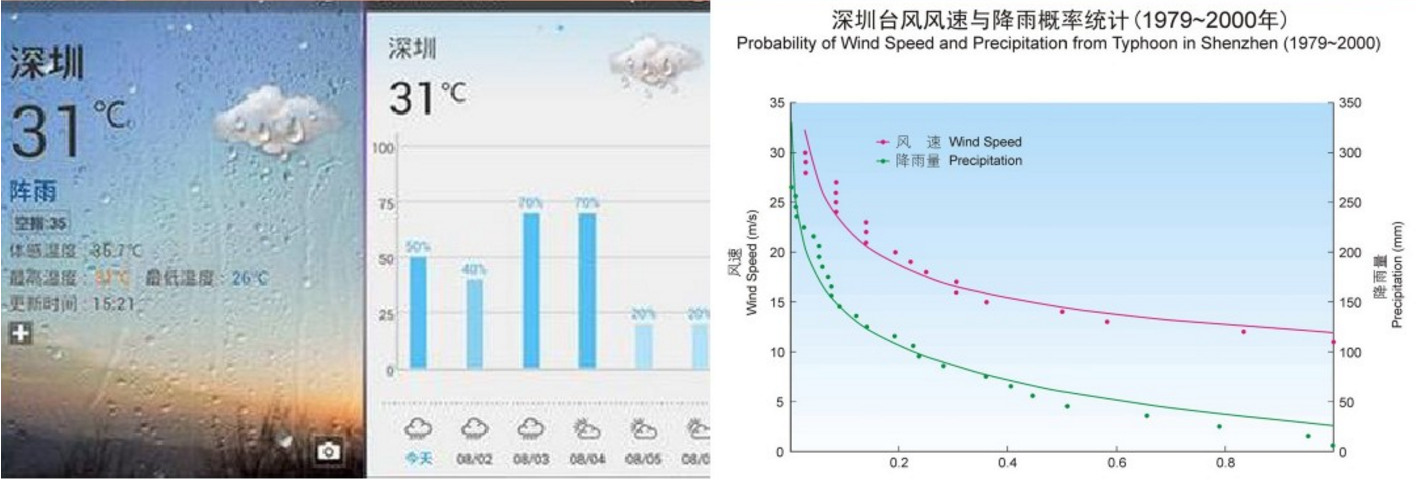 深圳
31℃
阵雨
空指:35
体感温度：35.7℃
最高温度：31℃ 最低温度：26℃
更新时间：15:21
深圳
31℃
100
75
50
25
0
50%
40%
70%
70%
20%
20%
今天 08/02 08/03 08/04 08/05
深圳台风风速与降雨概率统计(1979~2000年)
Probability of Wind Speed and Precipitation from Typhoon in Shenzhen (1979~2000)
风速 Wind Speed
降雨量 Precipitation
风速
Wind Speed (m/s)
35
30
25
20
15
10
5
0
350
300
250
200
150
100
50
0
降雨量
Precipitation (mm)
0.2 0.4 0.6 0.8